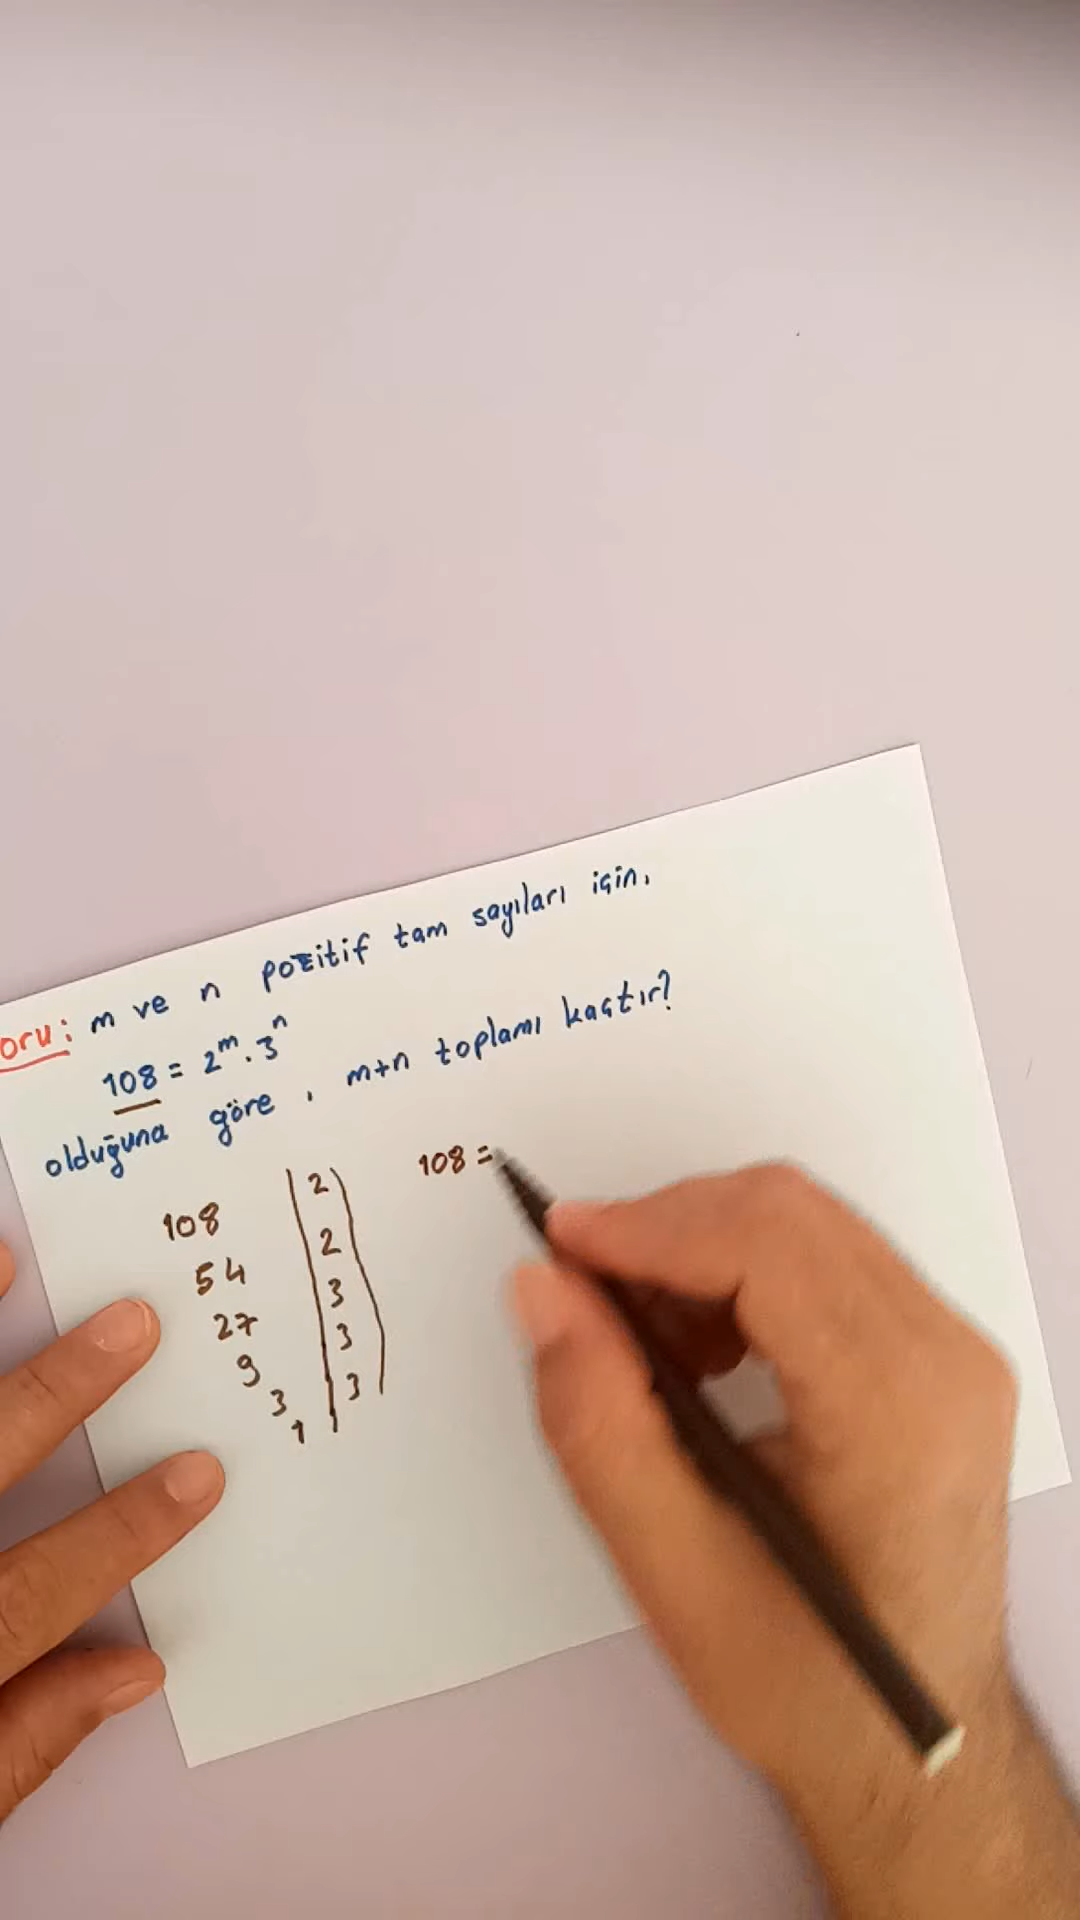 oru: m ve n pozitif tam sayıları için,
108 = 2^m . 3^n
olduğuna göre, m+n toplamı kaçtır?
108 = 
108 | 2
54 | 2
27 | 3
9 | 3
3 | 3
1